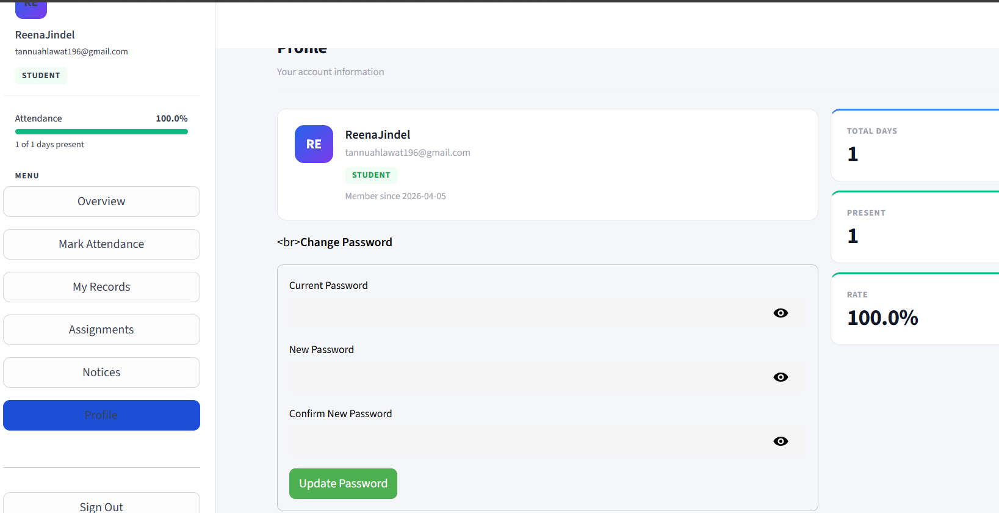 RE
ReenaJindel
tannuahlawat196@gmail.com
STUDENT
Attendance 100.0%
1 of 1 days present
MENU
Overview
Mark Attendance
My Records
Assignments
Notices
Profile
Sign Out
Profile
Your account information
RE
ReenaJindel
tannuahlawat196@gmail.com
STUDENT
Member since 2026-04-05
<br>Change Password
Current Password
New Password
Confirm New Password
Update Password
TOTAL DAYS
1
PRESENT
1
RATE
100.0%